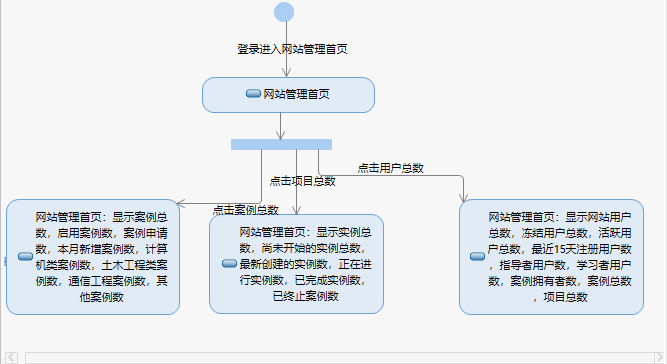 登录进入网站管理首页
网站管理首页
点击用户总数
点击项目总数
点击案例总数
网站管理首页：显示案例总
数，启用案例数，案例申请
数，本月新增案例数，计算
机类案例数，土木工程类案
例数，通信工程案例数，其
他案例数
网站管理首页：显示实例总
数，尚未开始的实例总数，
最新创建的实例数，正在进
行实例数，已完成实例数，
已终止案例数
网站管理首页：显示网站用户
总数，冻结用户总数，活跃用
户总数，最近15天注册用户数
，指导者用户数，学习者用户
数，案例拥有者数，案例总数
，项目总数